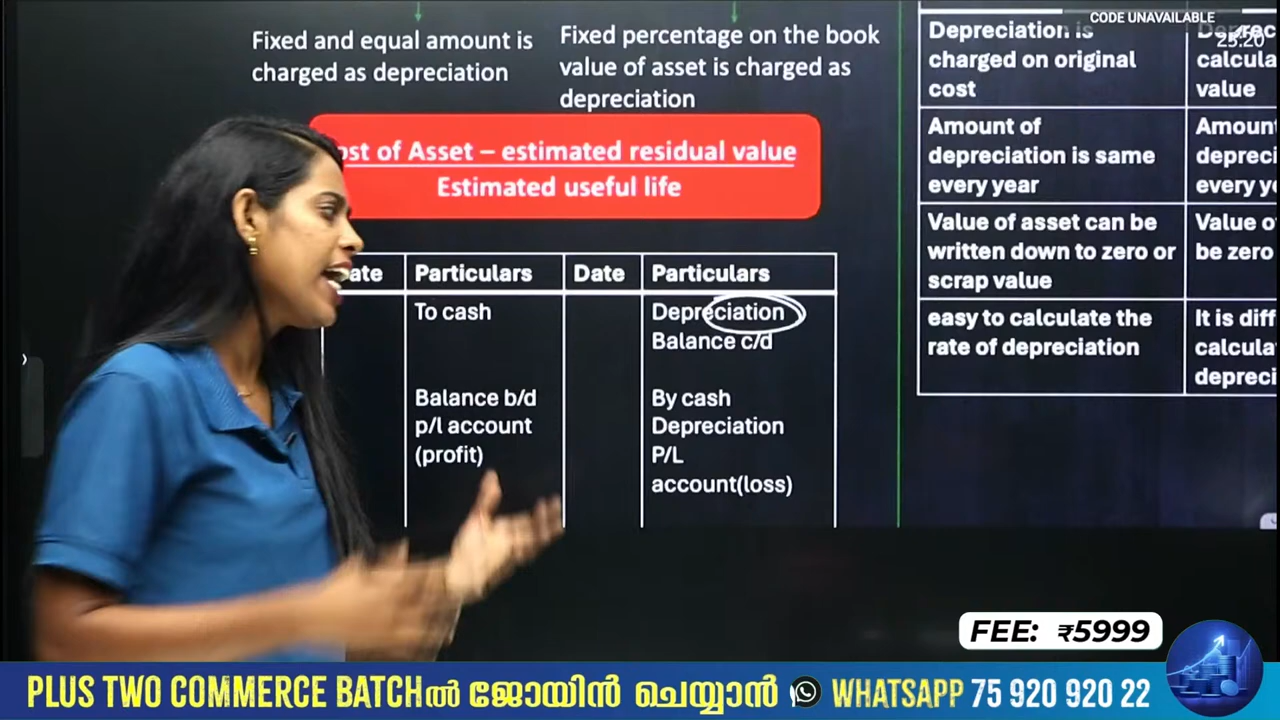 CODE UNAVAILABLE
25:20
Fixed and equal amount is
charged as depreciation
Fixed percentage on the book
value of asset is charged as
depreciation
ost of Asset – estimated residual value
Estimated useful life
ate Particulars Date Particulars
To cash
Balance b/d
p/l account
(profit)
Depreciation
Balance c/d
By cash
Depreciation
P/L
account(loss)
Depreciation is
charged on original
cost
calcula
value
Amount of
depreciation is same
every year
Amount
depreci
every ye
Value of asset can be
written down to zero or
scrap value
Value o
be zero
easy to calculate the
rate of depreciation
It is diff
calcula
depreci
FEE: ₹5999
PLUS TWO COMMERCE BATCHൽ ജോയിൻ ചെയ്യാൻ WHATSAPP 75 920 920 22